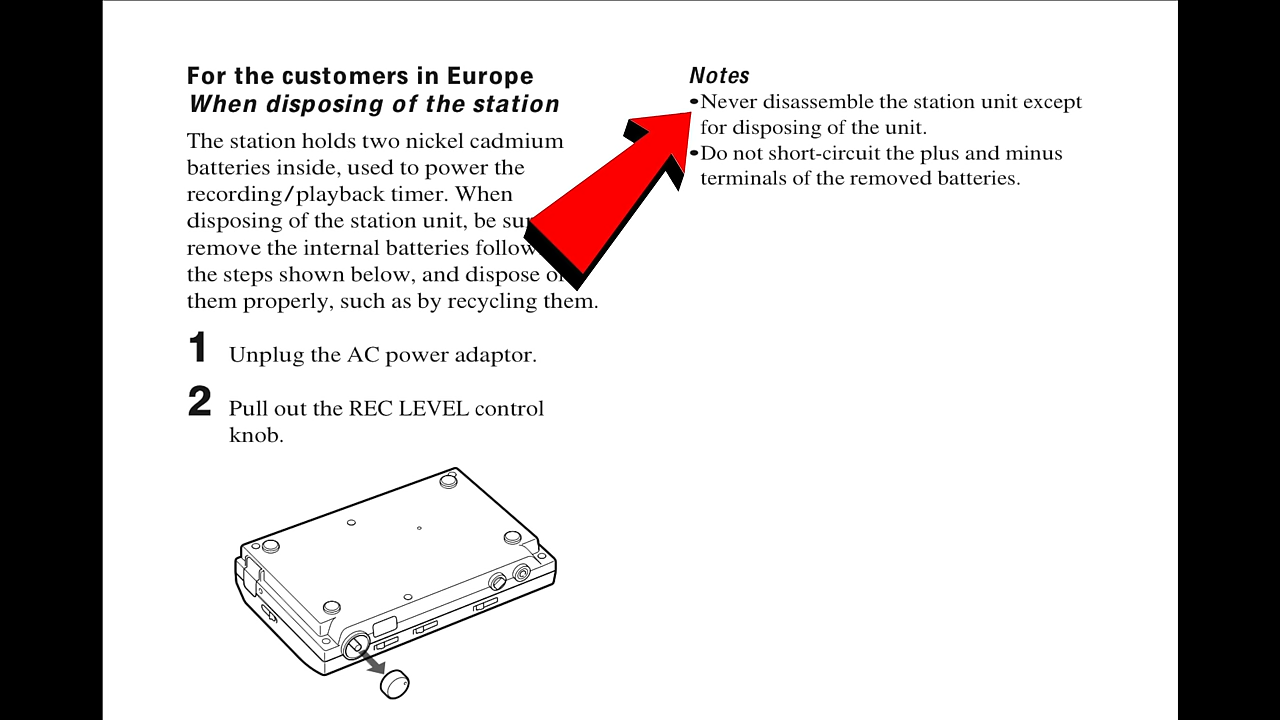 For the customers in Europe
When disposing of the station
The station holds two nickel cadmium
batteries inside, used to power the
recording/playback timer. When
disposing of the station unit, be
remove the internal batteries
the steps shown below, and dispose
them properly, such as by recycling them.
1 Unplug the AC power adaptor.
2 Pull out the REC LEVEL control
knob.
Notes
•Never disassemble the station unit except
for disposing of the unit.
•Do not short-circuit the plus and minus
terminals of the removed batteries.